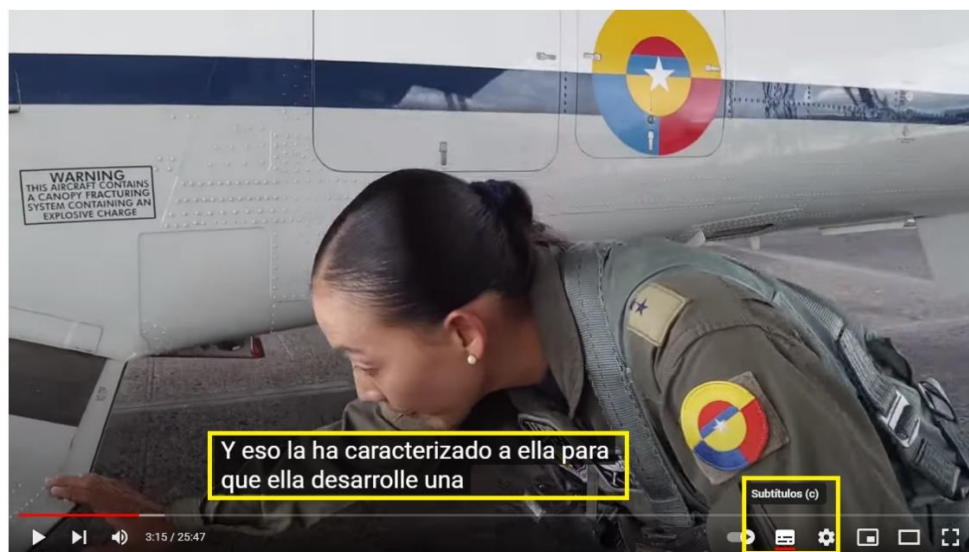 WARNING
THIS AIRCRAFT CONTAINS
A CANOPY FRACTURING
SYSTEM CONTAINING AN
EXPLOSIVE CHARGE
Y eso la ha caracterizado a ella para
que ella desarrolle una
Subtítulos (c)
3:15 / 25:47